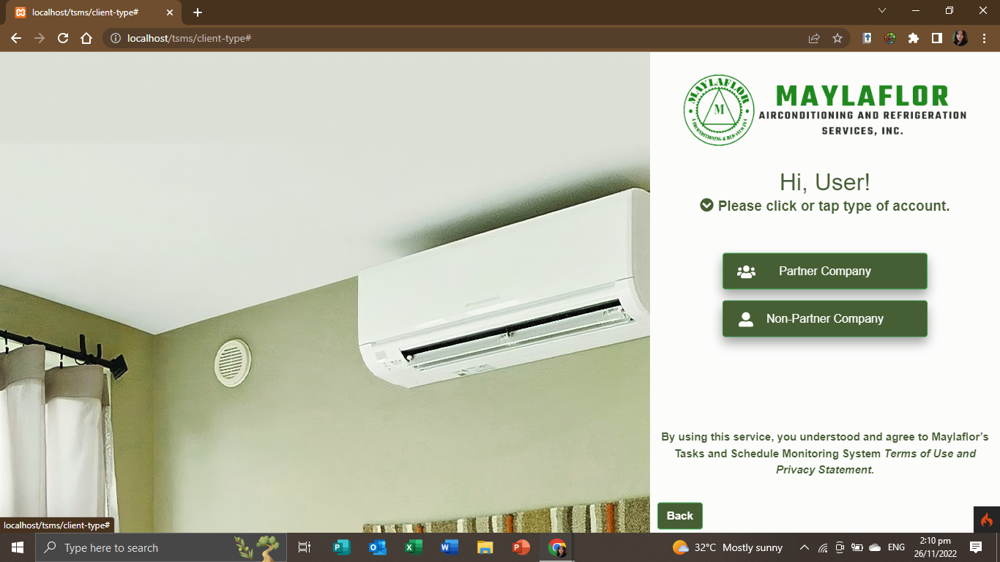 localhost/tsms/client-type#
localhost/tsms/client-type#
MAYLAFLOR
M
MAYLAFLOR
AIRCONDITIONING AND REFRIGERATION
SERVICES, INC.
Hi, User!
Please click or tap type of account.
Partner Company
Non-Partner Company
By using this service, you understood and agree to Maylaflor’s
Tasks and Schedule Monitoring System Terms of Use and
Privacy Statement.
Back
localhost/tsms/client-type#
Type here to search
32°C Mostly sunny
ENG
2:10 pm
26/11/2022